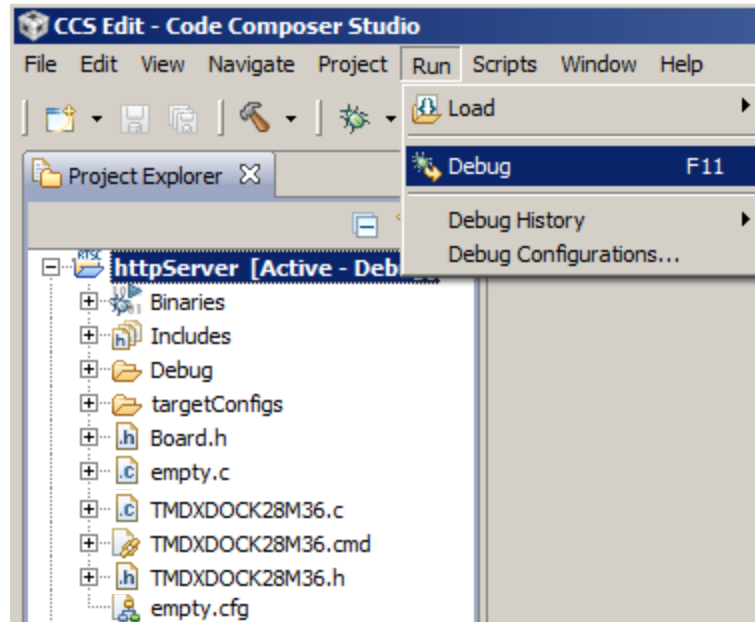 CCS Edit - Code Composer Studio
File Edit View Navigate Project Run Scripts Window Help
Load
Project Explorer
Debug F11
Debug History
Debug Configurations...
httpServer [Active - Deb
Binaries
Includes
Debug
targetConfigs
Board.h
empty.c
TMDXDOCK28M36.c
TMDXDOCK28M36.cmd
TMDXDOCK28M36.h
empty.cfg